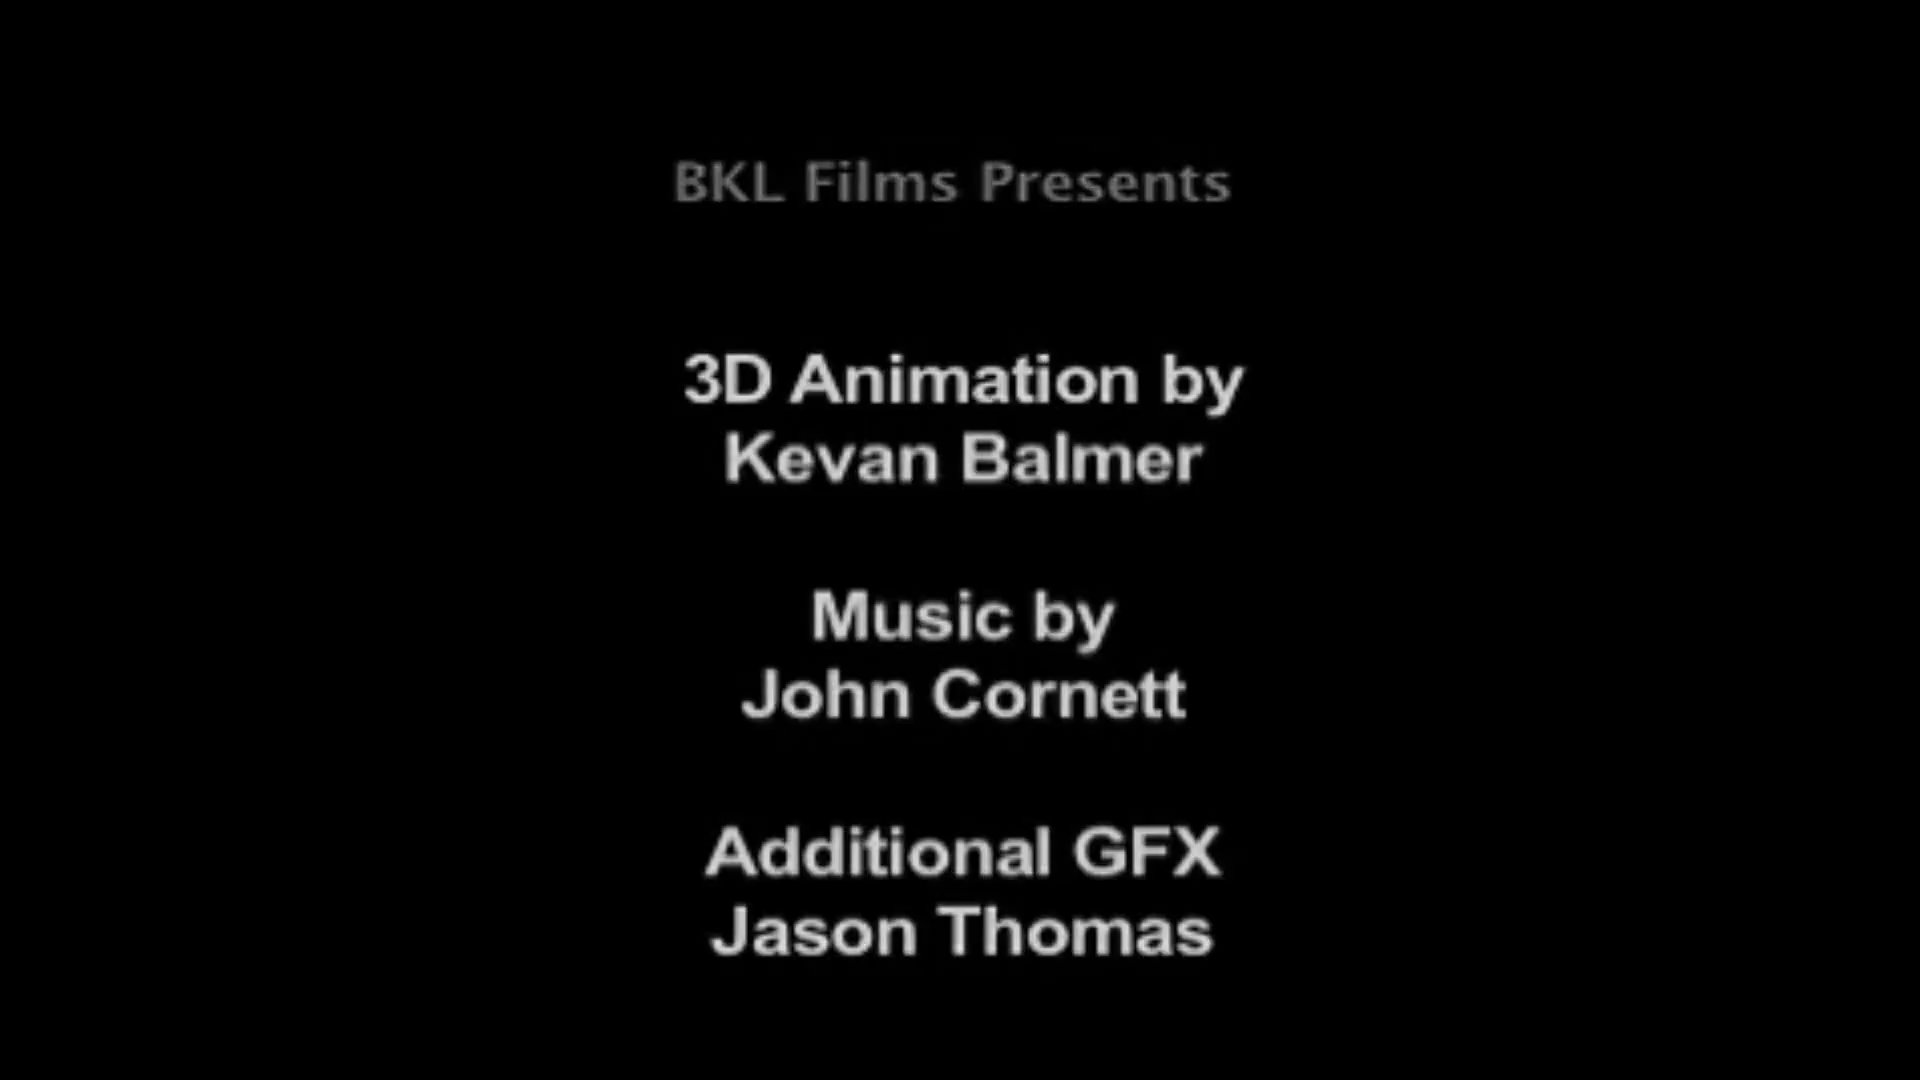 BKL Films Presents
3D Animation by
Kevan Balmer
Music by
John Cornett
Additional GFX
Jason Thomas